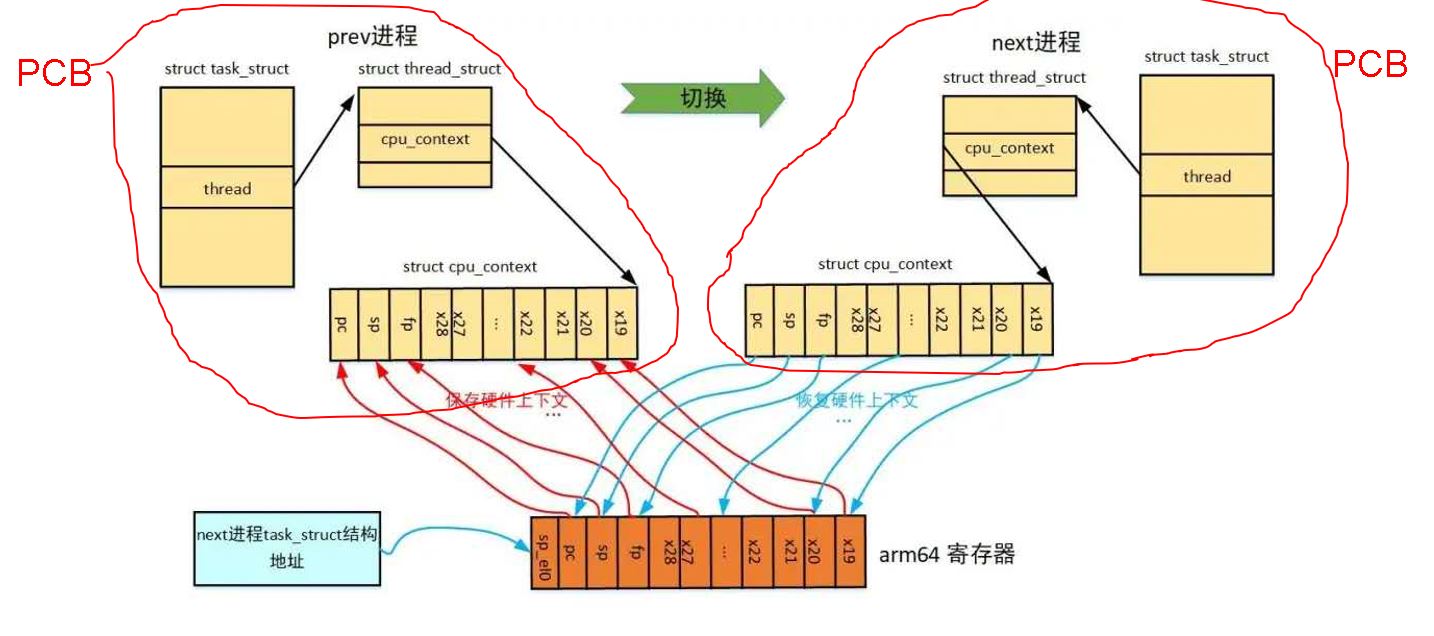 PCB
prev进程
struct task_struct
struct thread_struct
cpu_context
thread
切换
next进程
PCB
struct thread_struct
struct task_struct
cpu_context
thread
struct cpu_context
pc
sp
fp
x28
x27
...
x22
x21
x20
x19
struct cpu_context
pc
sp
fp
x28
x27
...
x22
x21
x20
x19
保存硬件上下文
...
恢复硬件上下文
...
next进程task_struct结构
地址
sp_el0
pc
sp
fp
x28
x27
...
x22
x21
x20
x19
arm64 寄存器